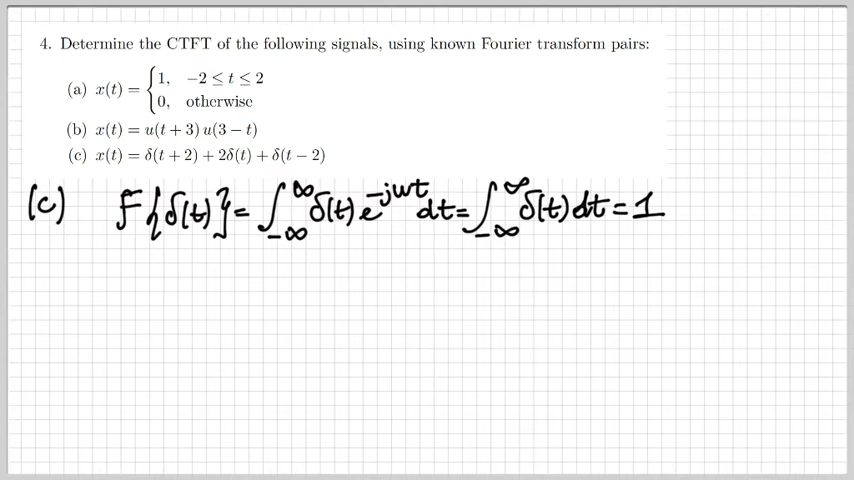 4. Determine the CTFT of the following signals, using known Fourier transform pairs:
(a) x(t) = {1, −2 ≤ t ≤ 2
0, otherwise
(b) x(t) = u(t + 3) u(3 − t)
(c) x(t) = δ(t + 2) + 2δ(t) + δ(t − 2)
(c) F{δ(t)} = ∫_{-∞}^{∞} δ(t) e^{-jωt} dt = ∫_{-∞}^{∞} δ(t) dt = 1